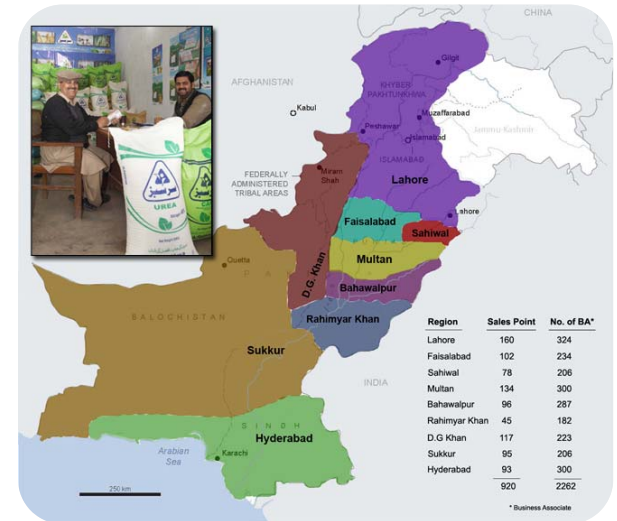 CHINA
Gilgit
AFGHANISTAN
KHYBER
PAKHTUNKHWA
Kabul
Muzaffarabad
Peshawar
Islamabad
Jammu Kashmir
ISLAMABAD
FEDERALLY
ADMINISTERED
TRIBAL AREAS
Miram
Shah
Lahore
Lahore
Faisalabad
Sahiwal
Multan
D.G. Khan
Quetta
Bahawalpur
BALOCHISTAN
Rahimyar Khan
Sukkur
INDIA
SINDH
Hyderabad
Arabian
Sea
Karachi
250 km
سرسبز
UREA
Region Sales Point No. of BA*
Lahore 160 324
Faisalabad 102 234
Sahiwal 78 206
Multan 134 300
Bahawalpur 96 287
Rahimyar Khan 45 182
D.G Khan 117 223
Sukkur 95 206
Hyderabad 93 300
920 2262
* Business Associate